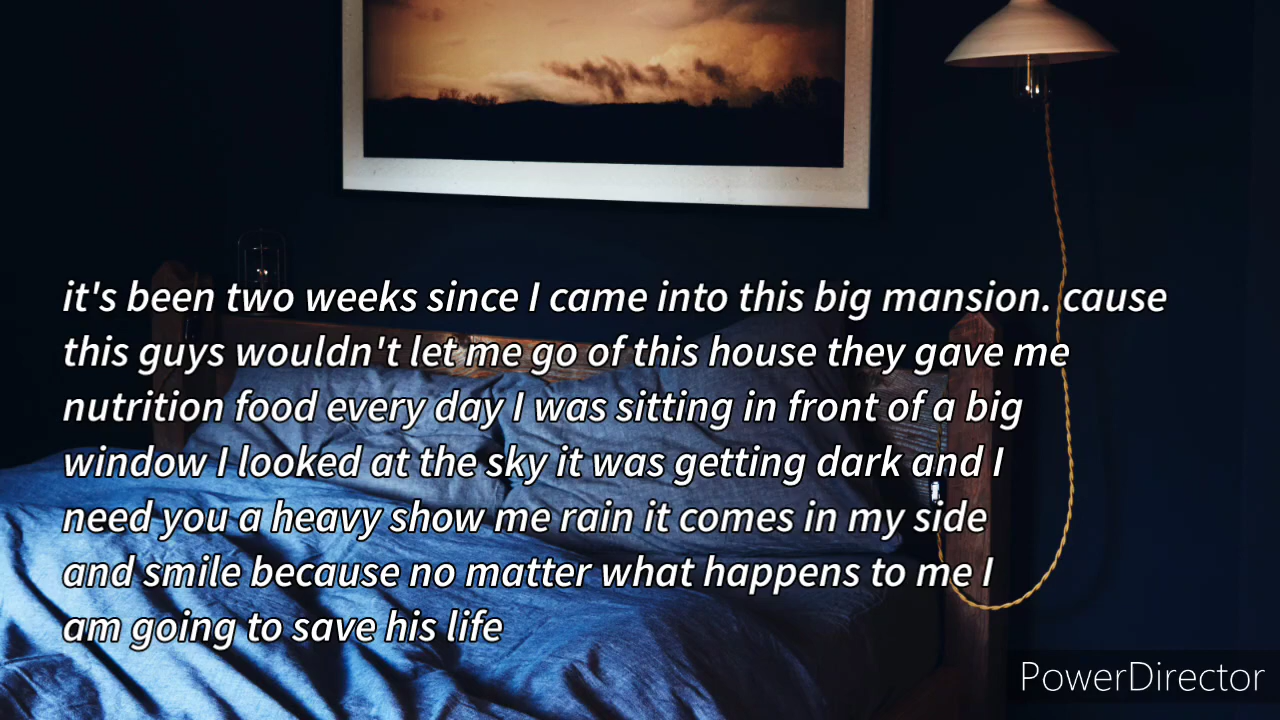 it's been two weeks since I came into this big mansion. cause
this guys wouldn't let me go of this house they gave me
nutrition food every day I was sitting in front of a big
window I looked at the sky it was getting dark and I
need you a heavy show me rain it comes in my side
and smile because no matter what happens to me I
am going to save his life
PowerDirector